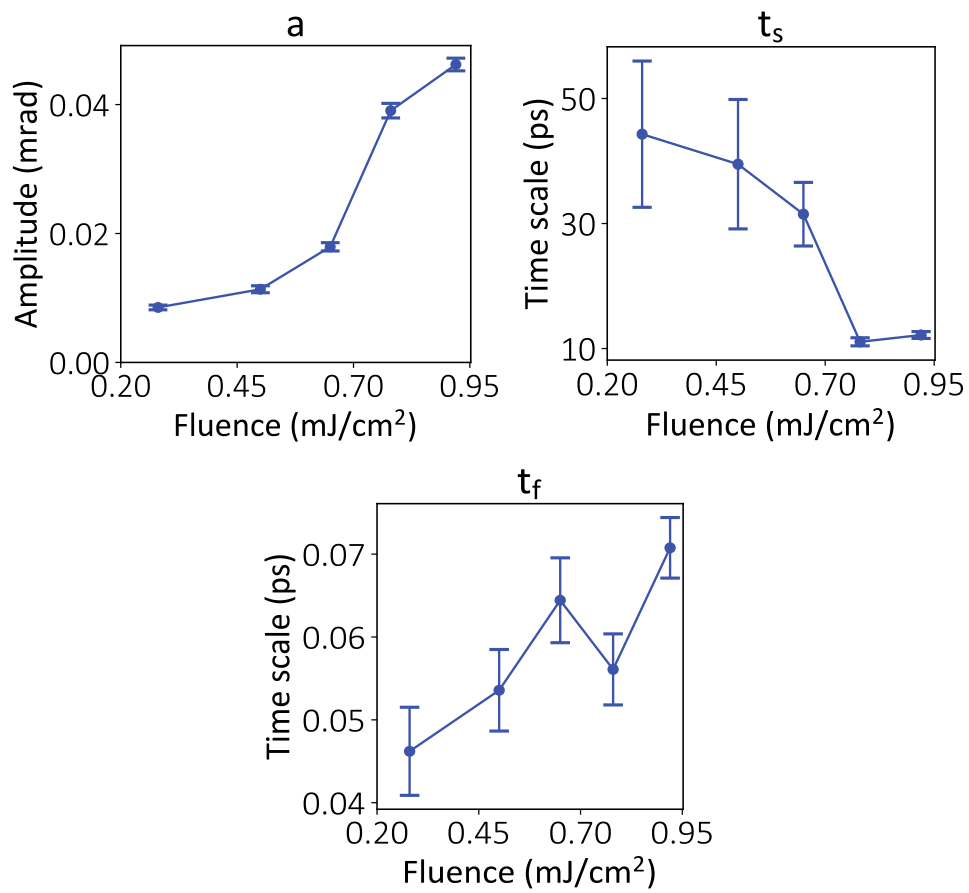 a
Amplitude (mrad)
0.04
0.02
0.00
0.20 0.45 0.70 0.95
Fluence (mJ/cm²)
tₛ
Time scale (ps)
50
30
10
0.20 0.45 0.70 0.95
Fluence (mJ/cm²)
t_f
Time scale (ps)
0.07
0.06
0.05
0.04
0.20 0.45 0.70 0.95
Fluence (mJ/cm²)